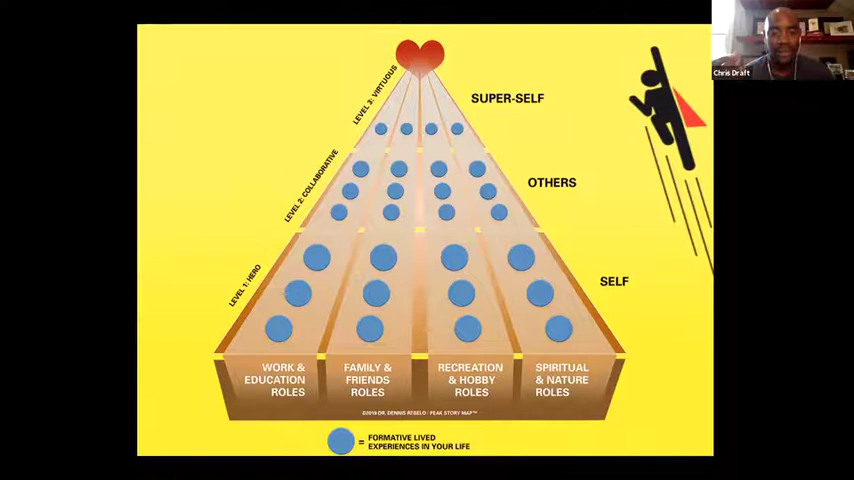 Chris Draft
LEVEL 3: VIRTUOUS
SUPER-SELF
LEVEL 2: COLLABORATIVE
OTHERS
LEVEL 1: HERO
SELF
WORK &
EDUCATION
ROLES
FAMILY &
FRIENDS
ROLES
RECREATION
& HOBBY
ROLES
SPIRITUAL
& NATURE
ROLES
©2018 DR. DENNIS REBELO / PEAK STORY MAP™
= FORMATIVE LIVED
EXPERIENCES IN YOUR LIFE